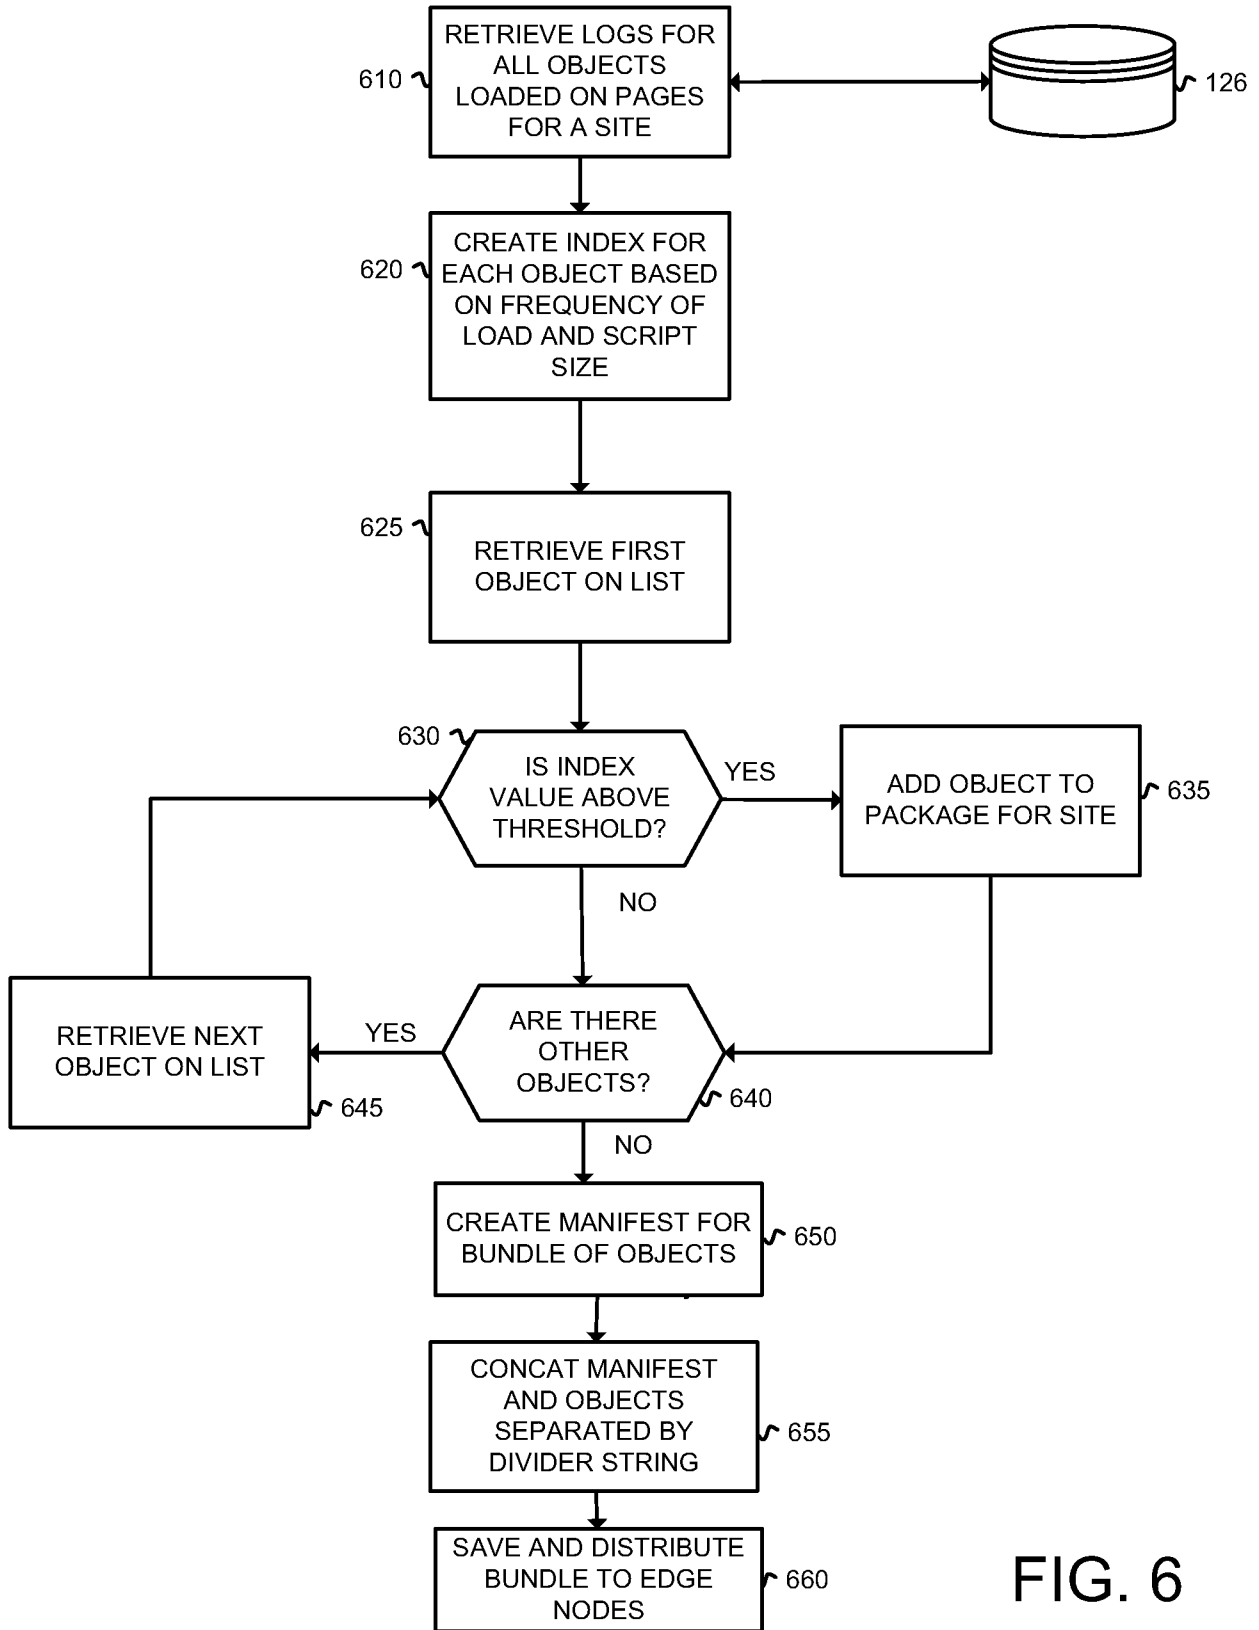 RETRIEVE LOGS FOR
ALL OBJECTS
LOADED ON PAGES
FOR A SITE
610
126
CREATE INDEX FOR
EACH OBJECT BASED
ON FREQUENCY OF
LOAD AND SCRIPT
SIZE
620
625
RETRIEVE FIRST
OBJECT ON LIST
630
IS INDEX
VALUE ABOVE
THRESHOLD?
YES
ADD OBJECT TO
PACKAGE FOR SITE
635
NO
ARE THERE
OTHER
OBJECTS?
640
YES
RETRIEVE NEXT
OBJECT ON LIST
645
NO
CREATE MANIFEST FOR
BUNDLE OF OBJECTS
650
CONCAT MANIFEST
AND OBJECTS
SEPARATED BY
DIVIDER STRING
655
SAVE AND DISTRIBUTE
BUNDLE TO EDGE
NODES
660
FIG. 6